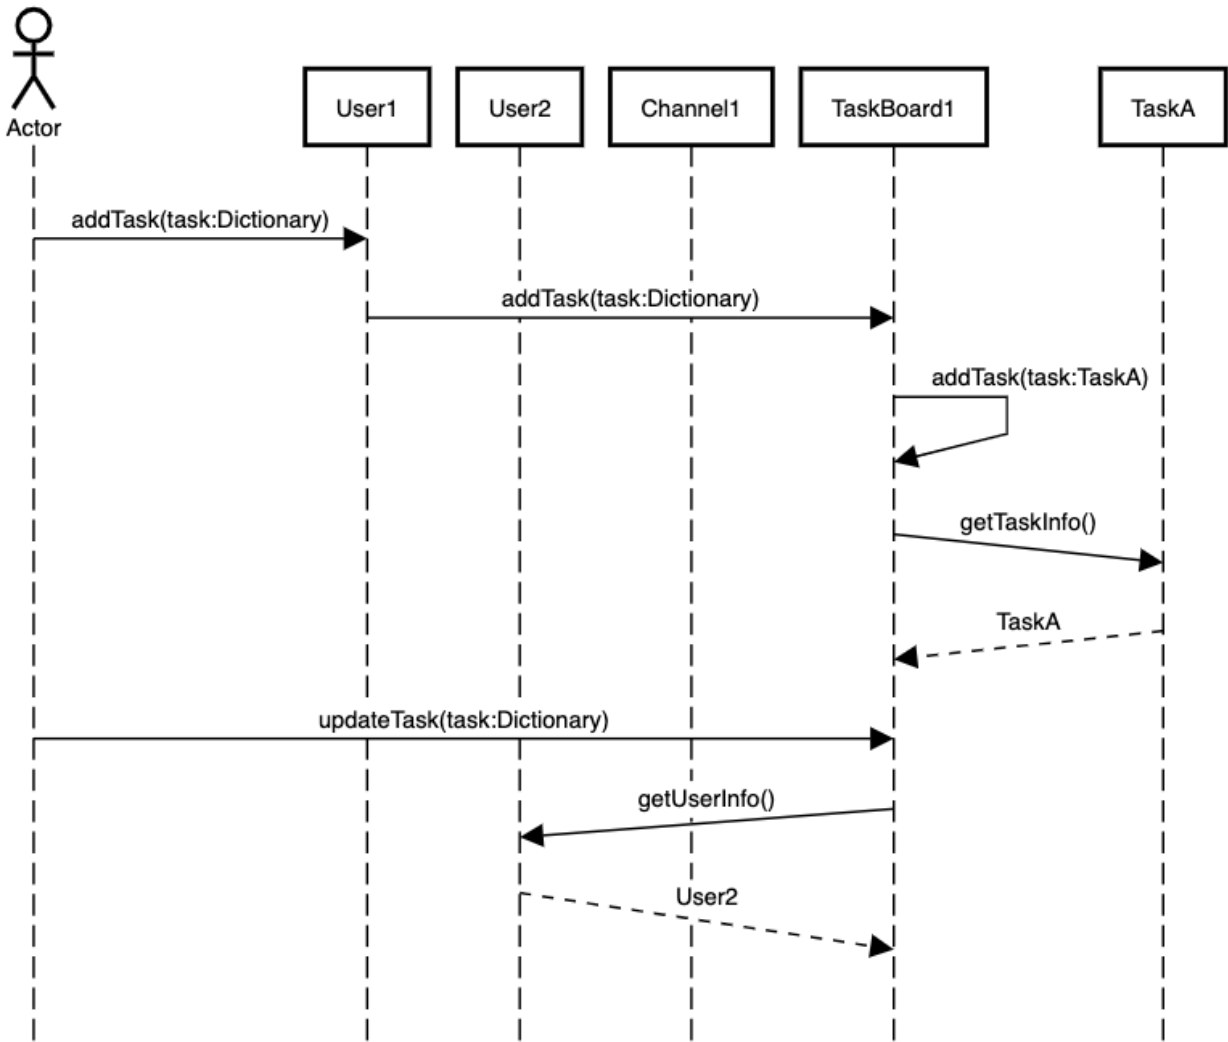 Actor
User1
User2
Channel1
TaskBoard1
TaskA
addTask(task:Dictionary)
addTask(task:Dictionary)
addTask(task:TaskA)
getTaskInfo()
TaskA
updateTask(task:Dictionary)
getUserInfo()
User2